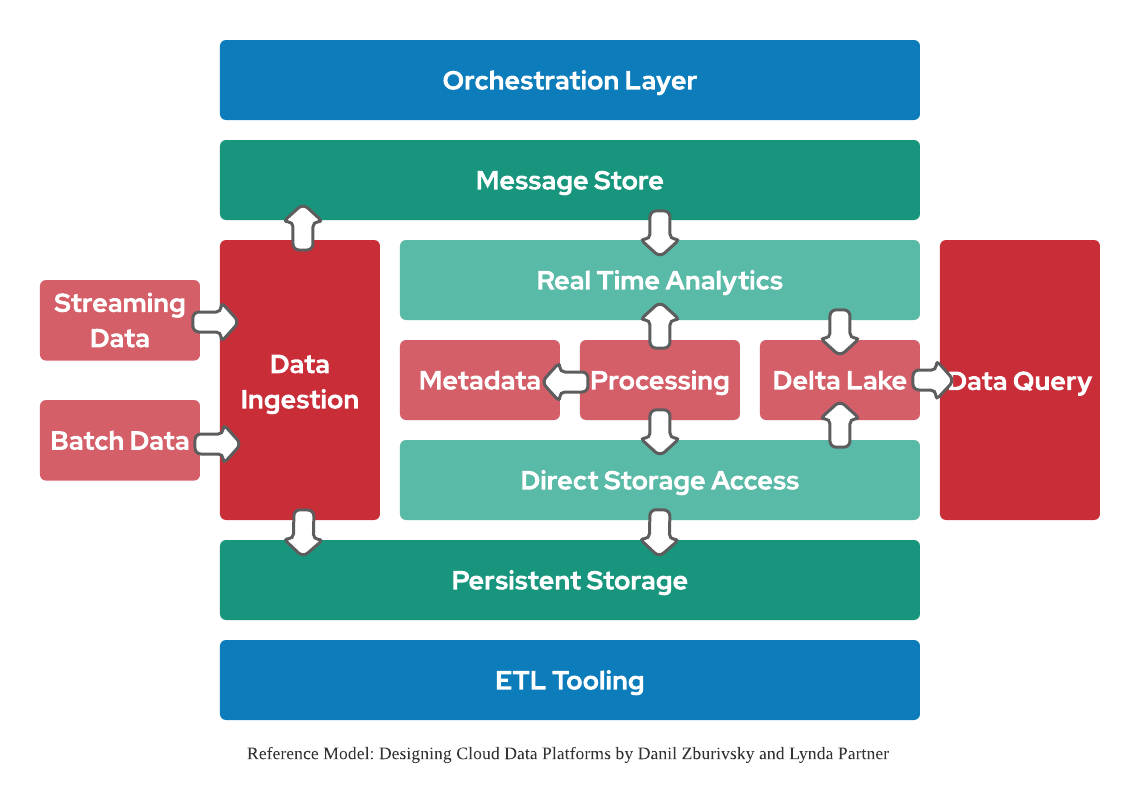 Orchestration Layer
Message Store
Real Time Analytics
Streaming
Data
Data
Ingestion
Metadata
Processing
Delta Lake
Data Query
Batch Data
Direct Storage Access
Persistent Storage
ETL Tooling
Reference Model: Designing Cloud Data Platforms by Danil Zburivsky and Lynda Partner